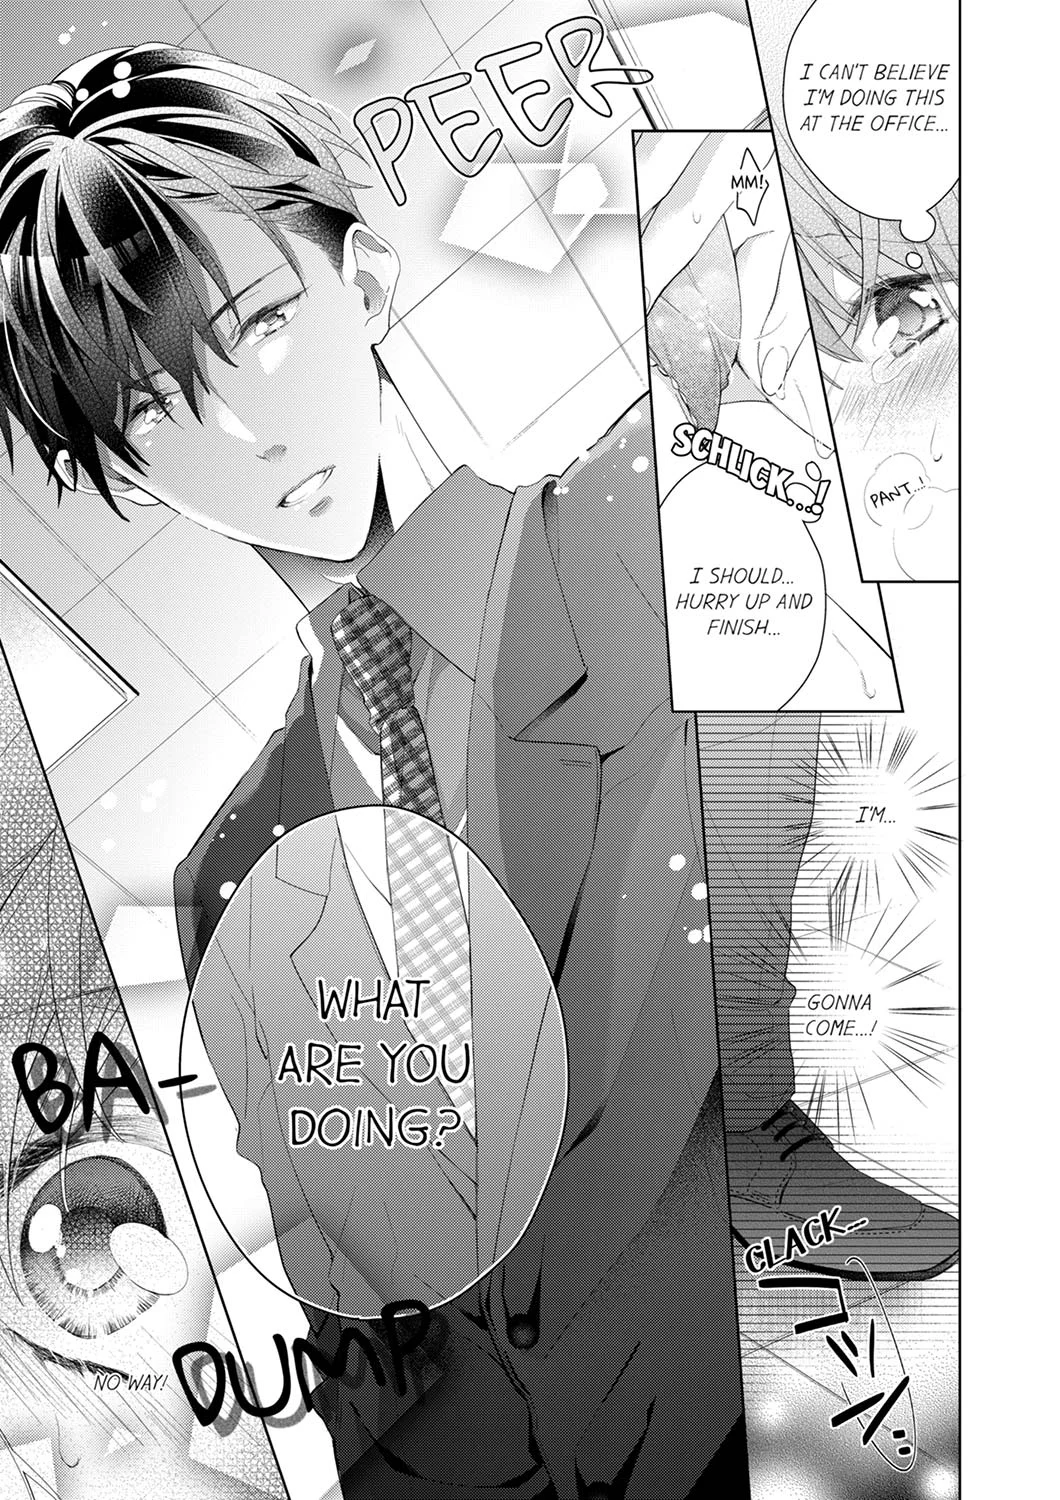 I CAN'T BELIEVE
I'M DOING THIS
AT THE OFFICE...
PANT...!
MM!
SCHLICK...!
I SHOULD...
HURRY UP AND
FINISH...
I'M...
GONNA
COME...!
CLACK...
コツ...
PEER
WHAT
ARE YOU
DOING?
BA-
DUMP
NO WAY!